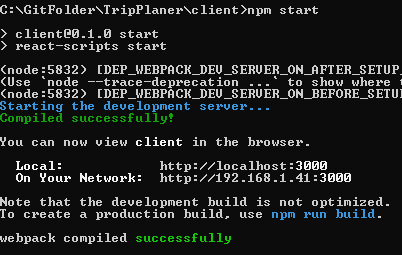 C:\GitFolder\TripPlaner\client>npm start
> client@0.1.0 start
> react-scripts start
(node:5832) [DEP_WEBPACK_DEV_SERVER_ON_AFTER_SETUP_
(Use `node --trace-deprecation ...` to show where t
(node:5832) [DEP_WEBPACK_DEV_SERVER_ON_BEFORE_SETU
Starting the development server...
Compiled successfully!
You can now view client in the browser.
Local: http://localhost:3000
On Your Network: http://192.168.1.41:3000
Note that the development build is not optimized.
To create a production build, use npm run build.
webpack compiled successfully